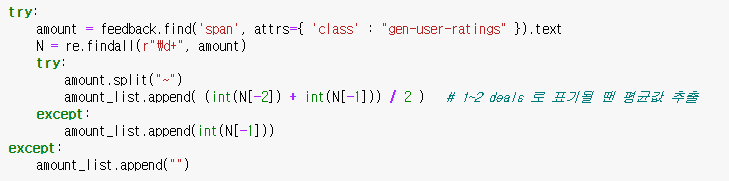 try:
    amount = feedback.find('span', attrs={ 'class' : "gen-user-ratings" }).text
    N = re.findall(r"₩d+", amount)
    try:
        amount.split("~")
        amount_list.append( (int(N[-2]) + int(N[-1])) / 2 )   # 1~2 deals 로 표기될 땐 평균값 추출
    except:
        amount_list.append(int(N[-1]))
except:
    amount_list.append("")